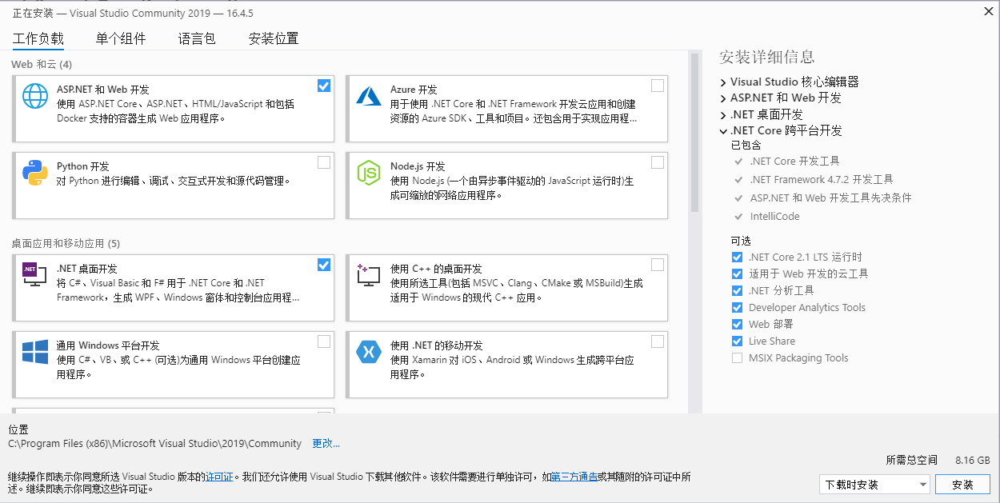 正在安装 — Visual Studio Community 2019 — 16.4.5
工作负载 单个组件 语言包 安装位置
Web 和云 (4)
ASP.NET 和 Web 开发
使用 ASP.NET Core、ASP.NET、HTML/JavaScript 和包括
Docker 支持的容器生成 Web 应用程序。
Azure 开发
用于使用 .NET Core 和 .NET Framework 开发云应用和创建
资源的 Azure SDK、工具和项目。还包含用于实现应用程...
Python 开发
对 Python 进行编辑、调试、交互式开发和源代码管理。
Node.js 开发
使用 Node.js (一个由异步事件驱动的 JavaScript 运行时)生
成可缩放的网络应用程序。
桌面应用和移动应用 (5)
.NET
.NET 桌面开发
将 C#、Visual Basic 和 F# 用于 .NET Core 和 .NET
Framework，生成 WPF、Windows 窗体和控制台应用程...
使用 C++ 的桌面开发
使用所选工具(包括 MSVC、Clang、CMake 或 MSBuild)生成
适用于 Windows 的现代 C++ 应用。
通用 Windows 平台开发
使用 C#、VB、或 C++ (可选)为通用 Windows 平台创建应
用程序。
使用 .NET 的移动开发
使用 Xamarin 对 iOS、Android 或 Windows 生成跨平台应
用程序。
安装详细信息
Visual Studio 核心编辑器
ASP.NET 和 Web 开发
.NET 桌面开发
.NET Core 跨平台开发
已包含
.NET Core 开发工具
.NET Framework 4.7.2 开发工具
ASP.NET 和 Web 开发工具先决条件
IntelliCode
可选
.NET Core 2.1 LTS 运行时
适用于 Web 开发的云工具
.NET 分析工具
Developer Analytics Tools
Web 部署
Live Share
MSIX Packaging Tools
位置
C:\Program Files (x86)\Microsoft Visual Studio\2019\Community 更改...
所需总空间 8.16 GB
继续操作即表示你同意所选 Visual Studio 版本的许可证。我们还允许使用 Visual Studio 下载其他软件。该软件需要进行单独许可，如第三方通告或其随附的许可证中所
述。继续即表示你同意这些许可证。
下载时安装 安装